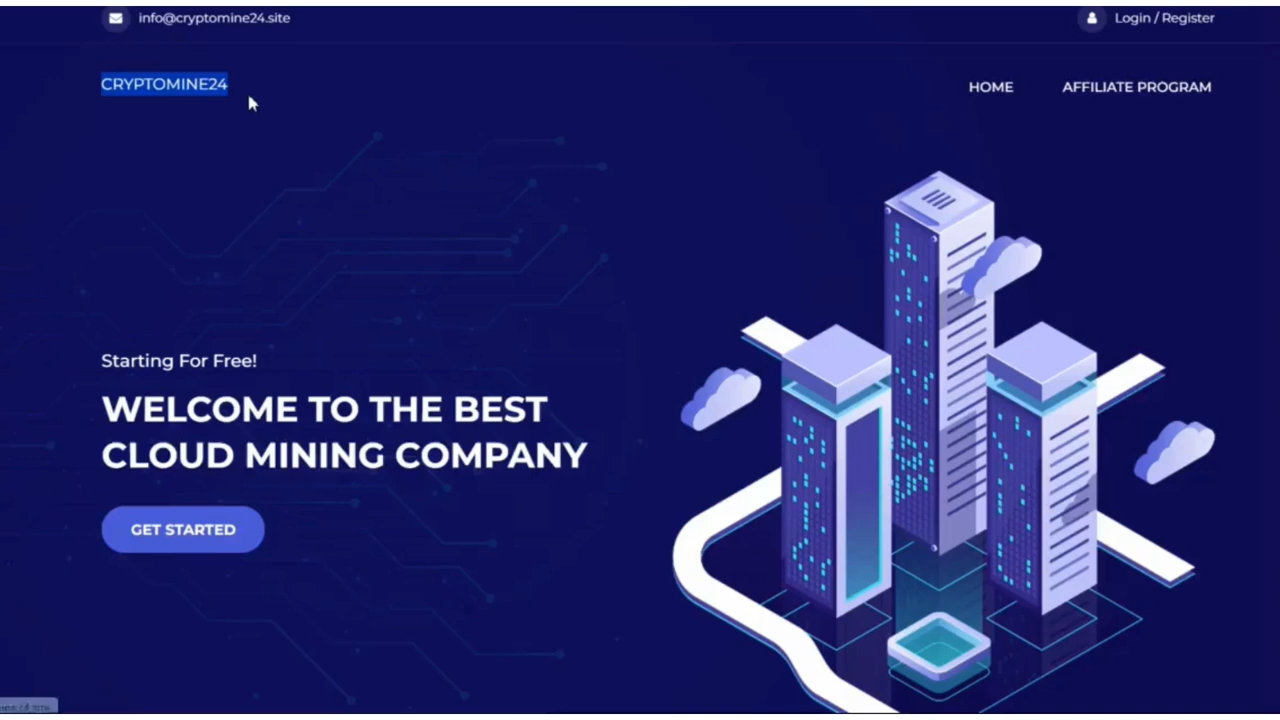 info@cryptomine24.site
Login / Register
CRYPTOMINE24
HOME
AFFILIATE PROGRAM
Starting For Free!
WELCOME TO THE BEST
CLOUD MINING COMPANY
GET STARTED